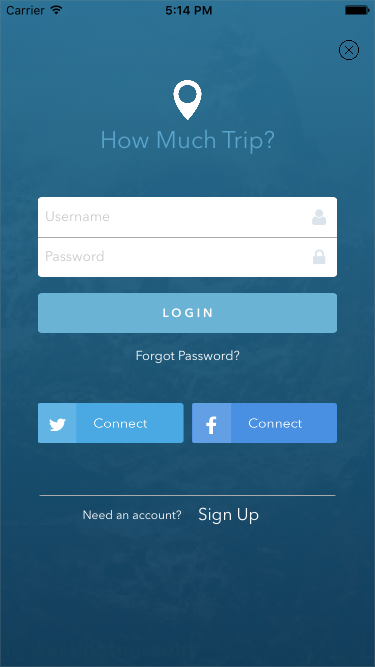 Carrier 5:14 PM
How Much Trip?
Username
Password
LOGIN
Forgot Password?
Connect Connect
Need an account? Sign Up